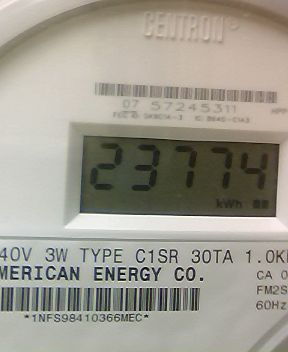 CENTRON®
07 57245311
23774
kWh
40V 3W TYPE C1SR 30TA 1.0K
MERICAN ENERGY CO.
CA 0
FM2S
60Hz
*1NFS98410366MEC*